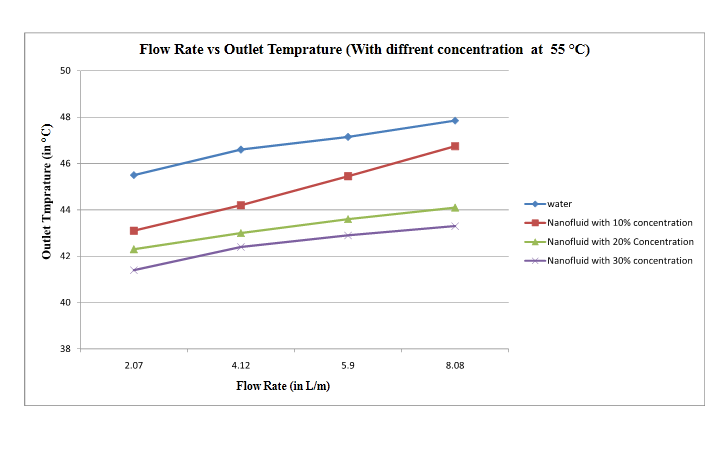 Flow Rate vs Outlet Temprature (With diffrent concentration at 55 °C)
50
48
46
44
42
40
38
Outlet Tmprature (in °C)
2.07 4.12 5.9 8.08
Flow Rate (in L/m)
water
Nanofluid with 10% concentration
Nanofluid with 20% Concentration
Nanofluid with 30% concentration